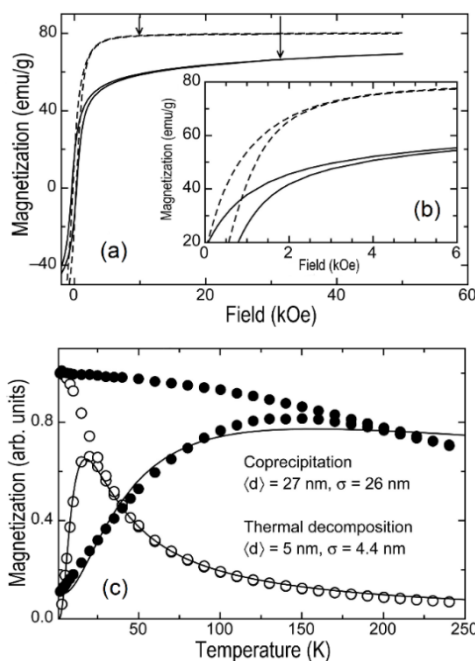 (a)
80
40
0
−40
Magnetization (emu/g)
0
20
40
60
Field (kOe)
(b)
80
60
40
20
Magnetization (emu/g)
0
2
4
6
Field (kOe)
(c)
0.8
0.4
0.0
Magnetization (arb. units)
Coprecipitation
⟨d⟩ = 27 nm, σ = 26 nm
Thermal decomposition
⟨d⟩ = 5 nm, σ = 4.4 nm
50
100
150
200
250
Temperature (K)